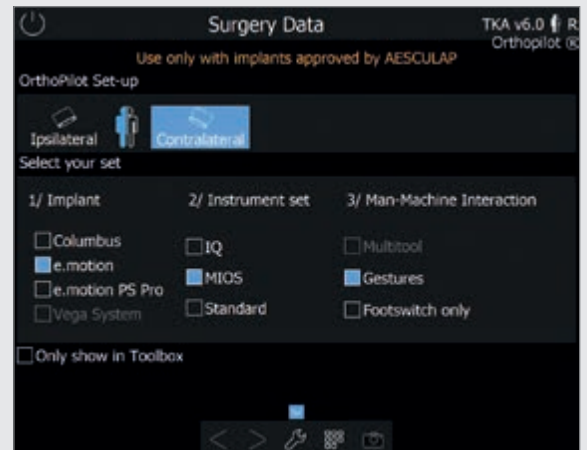 Surgery Data
TKA v6.0 R
Orthopilot ®
Use only with implants approved by AESCULAP
OrthoPilot Set-up
Ipsilateral
Contralateral
Select your set
1/ Implant 2/ Instrument set 3/ Man-Machine Interaction
Columbus IQ Multitool
e.motion MIOS Gestures
e.motion PS Pro Standard Footswitch only
Vega System
Only show in Toolbox